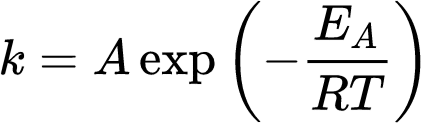 k = A exp(−E_A/RT)